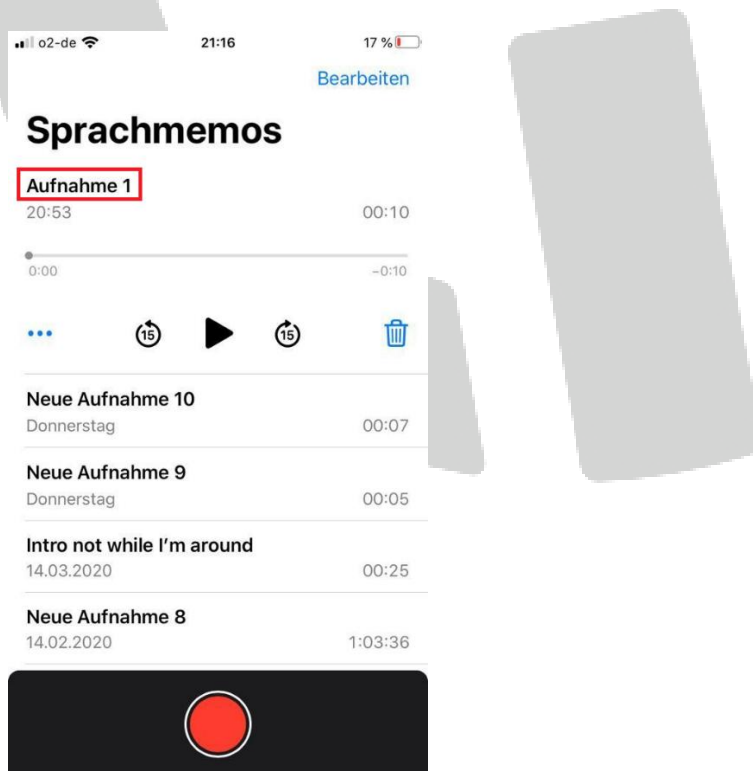 o2-de 21:16 17 %
Bearbeiten
Sprachmemos
Aufnahme 1
20:53 00:10
0:00 −0:10
15 15
Neue Aufnahme 10
Donnerstag 00:07
Neue Aufnahme 9
Donnerstag 00:05
Intro not while I’m around
14.03.2020 00:25
Neue Aufnahme 8
14.02.2020 1:03:36